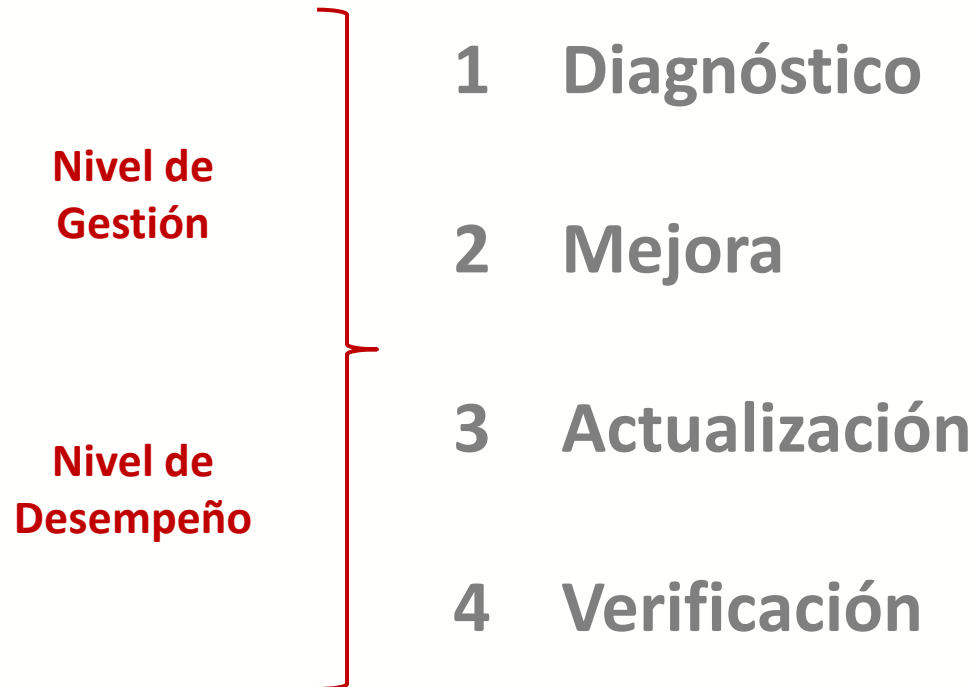 Nivel de
Gestión
Nivel de
Desempeño
1 Diagnóstico
2 Mejora
3 Actualización
4 Verificación